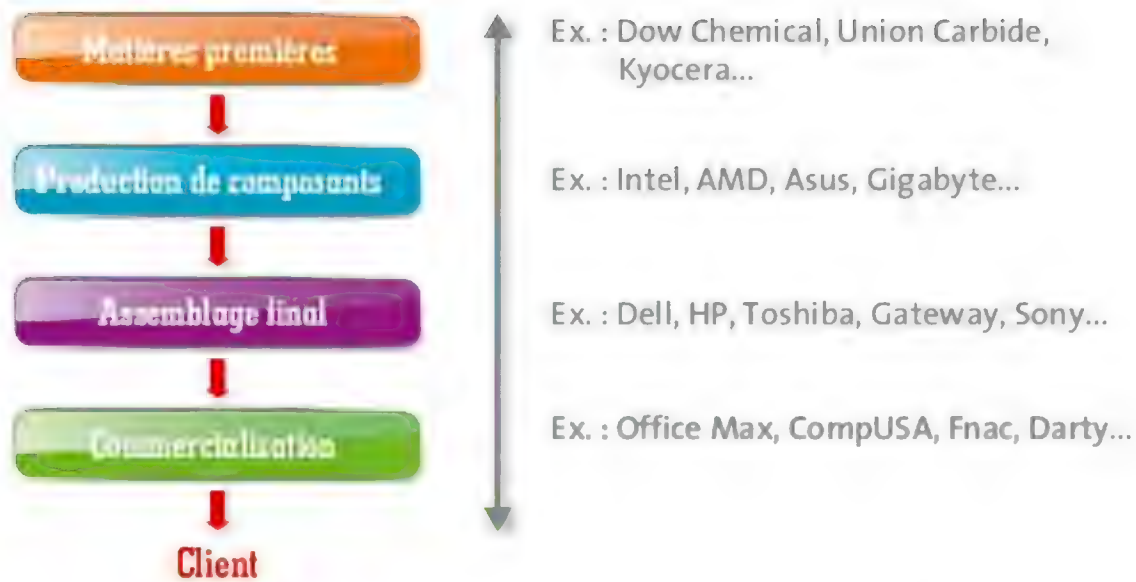 Matières premières
Ex. : Dow Chemical, Union Carbide,
Kyocera...
Production de composants
Ex. : Intel, AMD, Asus, Gigabyte...
Assemblage final
Ex. : Dell, HP, Toshiba, Gateway, Sony...
Commercialisation
Ex. : Office Max, CompUSA, Fnac, Darty...
Client